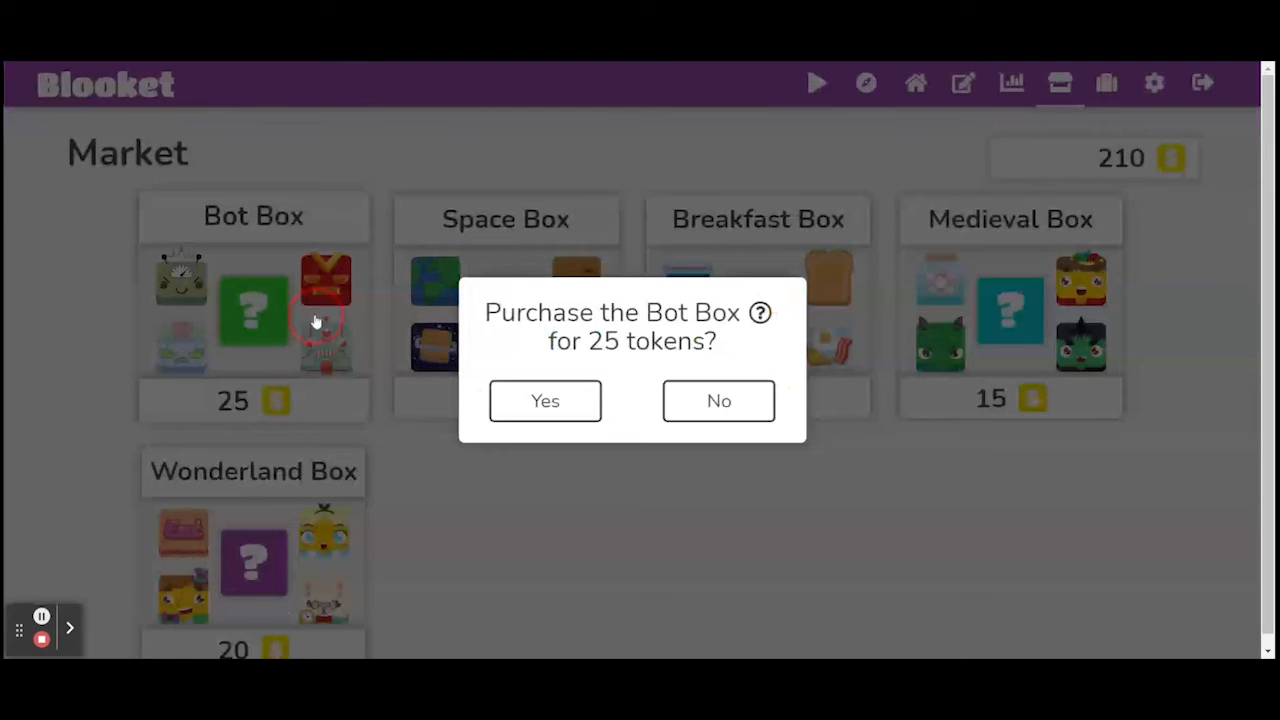 Blooket
Market
210
Bot Box
Space Box
Breakfast Box
Medieval Box
?
?
Purchase the Bot Box ?
for 25 tokens?
Yes
No
25
15
Wonderland Box
?
20